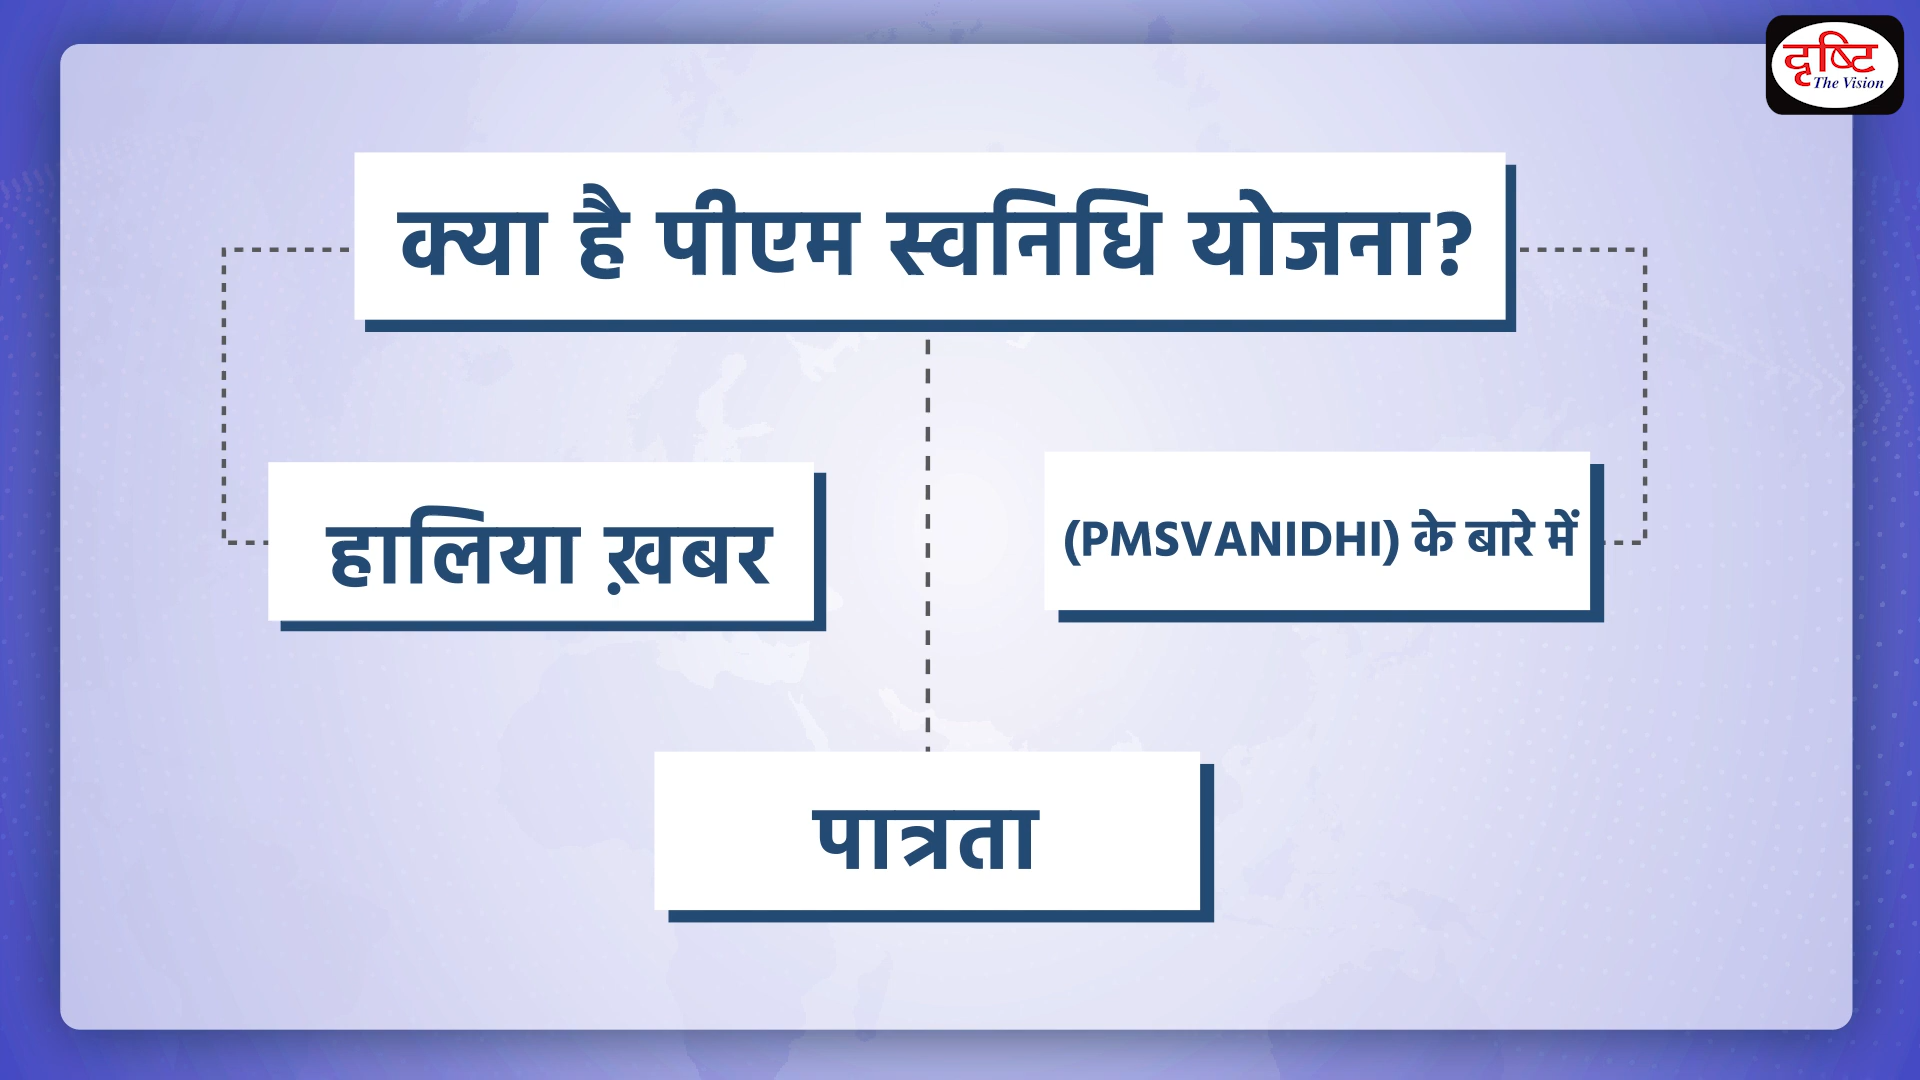 दृष्टि
The Vision
क्या है पीएम स्वनिधि योजना?
हालिया ख़बर
(PMSVANIDHI) के बारे में
पात्रता